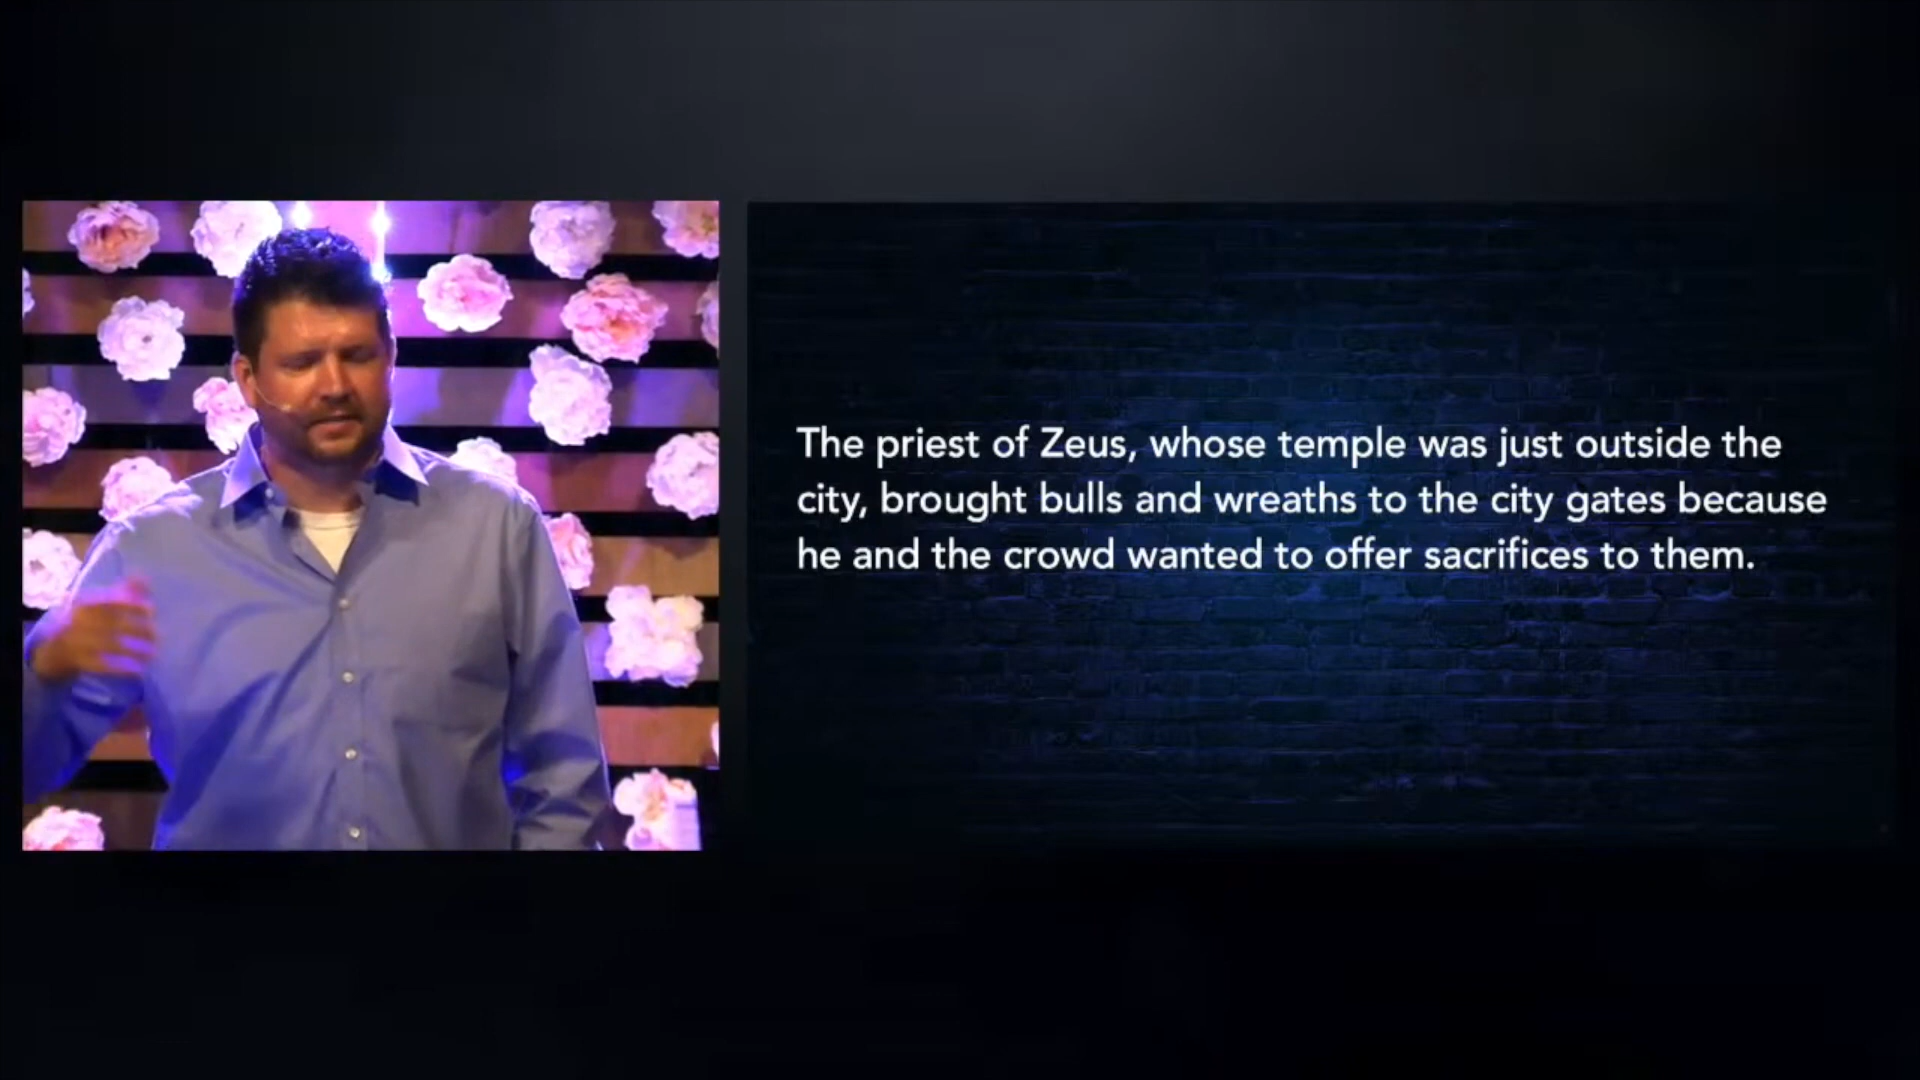 The priest of Zeus, whose temple was just outside the
city, brought bulls and wreaths to the city gates because
he and the crowd wanted to offer sacrifices to them.